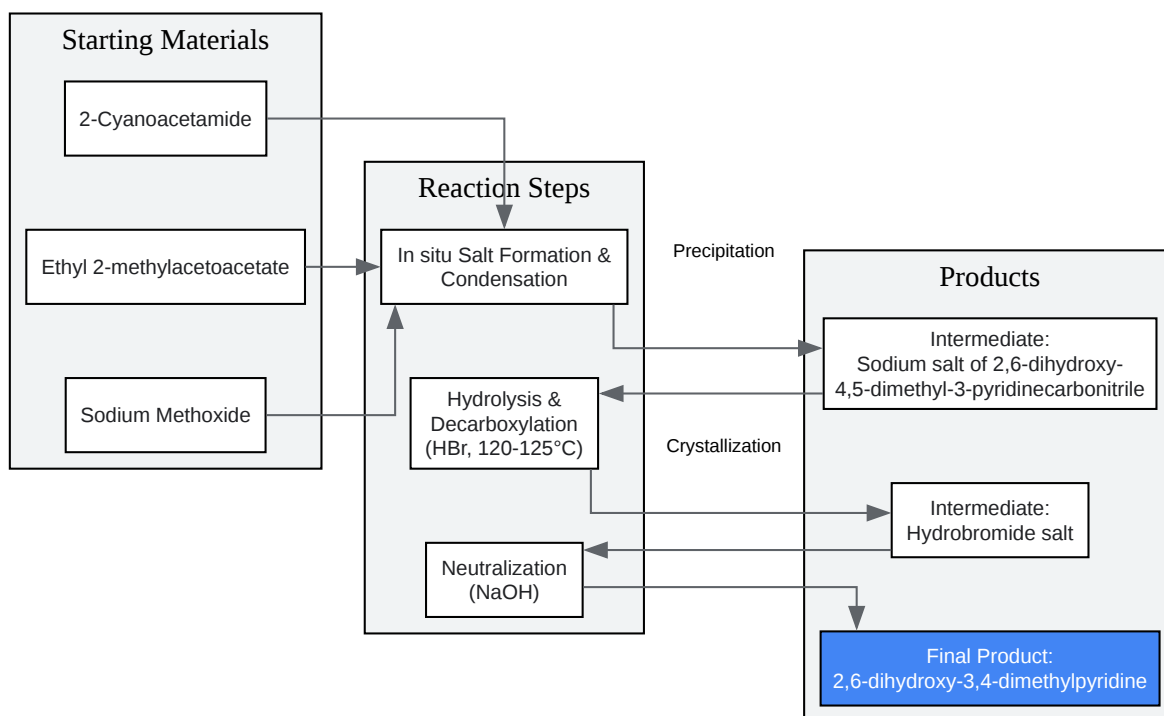 Starting Materials
2-Cyanoacetamide
Ethyl 2-methylacetoacetate
Sodium Methoxide
Reaction Steps
In situ Salt Formation &
Condensation
Hydrolysis &
Decarboxylation
(HBr, 120-125°C)
Neutralization
(NaOH)
Precipitation
Crystallization
Products
Intermediate:
Sodium salt of 2,6-dihydroxy-
4,5-dimethyl-3-pyridinecarbonitrile
Intermediate:
Hydrobromide salt
Final Product:
2,6-dihydroxy-3,4-dimethylpyridine